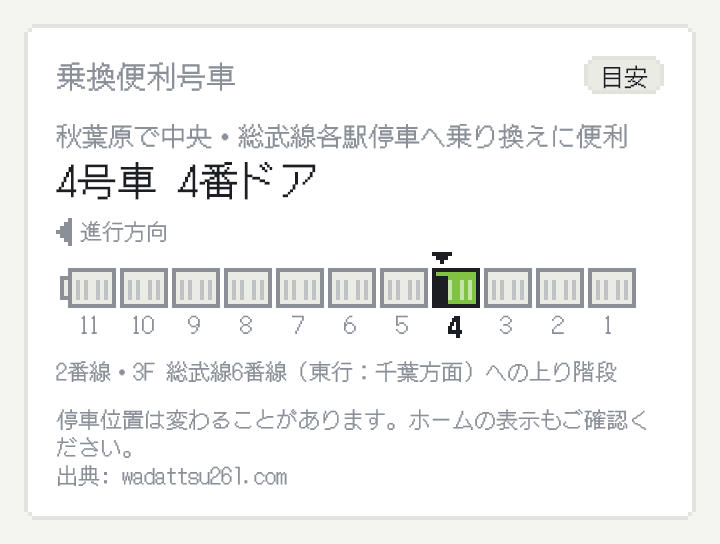 乗換便利号車
目安
秋葉原で中央・総武線各駅停車へ乗り換えに便利
4号車 4番ドア
進行方向
11 10 9 8 7 6 5 4 3 2 1
2番線・3F 総武線6番線（東行：千葉方面）への上り階段
停車位置は変わることがあります。ホームの表示もご確認く
ださい。
出典: wadattsu261.com